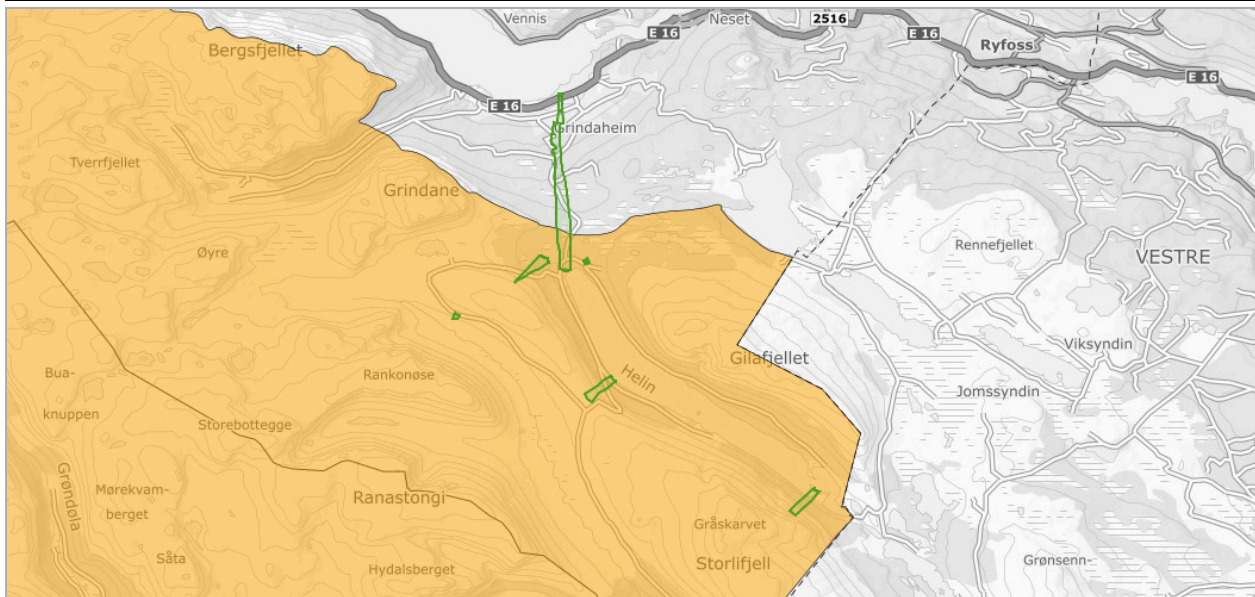 Vennis
Neset
2516
E 16
E 16
Ryfoss
E 16
Bergsfjellet
E 16
Grindaheim
Tverrfjellet
Grindane
Øyre
Rennefjellet
VESTRE
Viksyndin
Gilafjellet
Helin
Rankonøse
Bua-
knuppen
Jomssyndin
Storebottegge
Grøndøla
Mørekvam-
berget
Ranastongi
Gråskarvet
Såta
Hydalsberget
Storlifjell
Grønsenn-